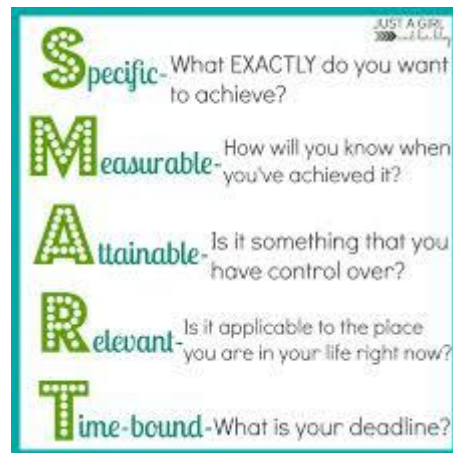 JUST A GIRL
Specific-What EXACTLY do you want
to achieve?
Measurable-How will you know when
you've achieved it?
Attainable-Is it something that you
have control over?
Relevant-Is it applicable to the place
you are in your life right now?
Time-bound-What is your deadline?